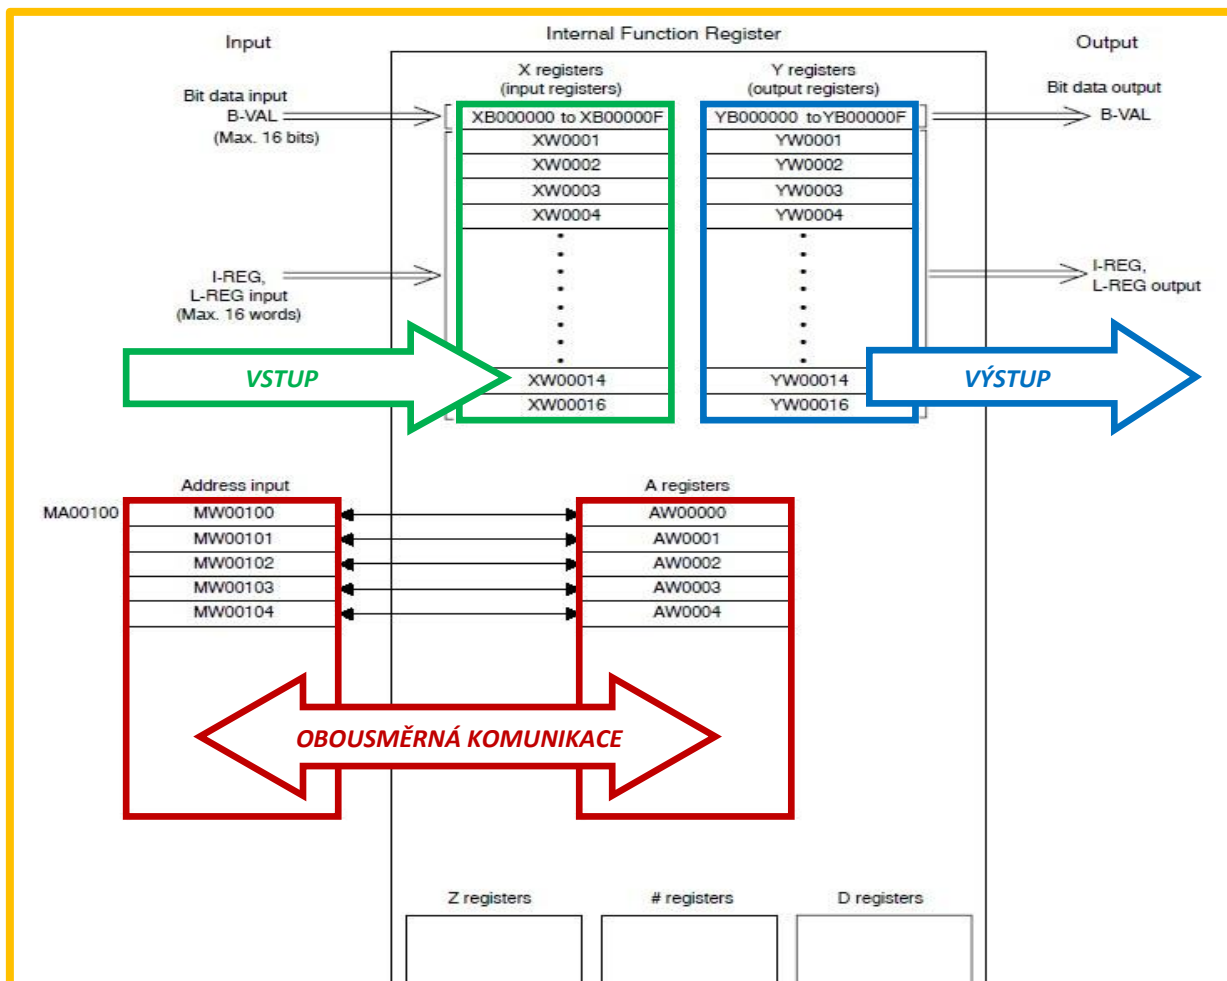 Internal Function Register
Input
Output
X registers
(input registers)
Y registers
(output registers)
Bit data input
B-VAL
(Max. 16 bits)
Bit data output
B-VAL
XB000000 to XB00000F
XW0001
XW0002
XW0003
XW0004
XW00014
XW00016
YB000000 to YB00000F
YW0001
YW0002
YW0003
YW0004
YW00014
YW00016
I-REG,
L-REG input
(Max. 16 words)
I-REG,
L-REG output
VSTUP
VÝSTUP
Address input
A registers
MA00100
MW00100
MW00101
MW00102
MW00103
MW00104
AW00000
AW0001
AW0002
AW0003
AW0004
OBOUSMĚRNÁ KOMUNIKACE
Z registers
# registers
D registers